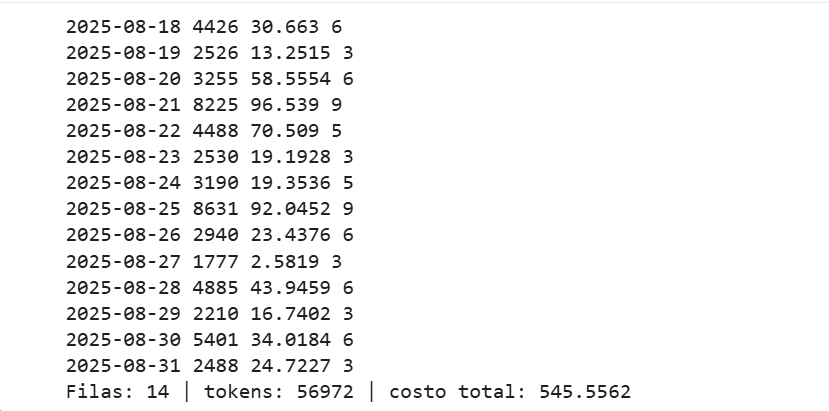 2025-08-18 4426 30.663 6
2025-08-19 2526 13.2515 3
2025-08-20 3255 58.5554 6
2025-08-21 8225 96.539 9
2025-08-22 4488 70.509 5
2025-08-23 2530 19.1928 3
2025-08-24 3190 19.3536 5
2025-08-25 8631 92.0452 9
2025-08-26 2940 23.4376 6
2025-08-27 1777 2.5819 3
2025-08-28 4885 43.9459 6
2025-08-29 2210 16.7402 3
2025-08-30 5401 34.0184 6
2025-08-31 2488 24.7227 3
Filas: 14 | tokens: 56972 | costo total: 545.5562